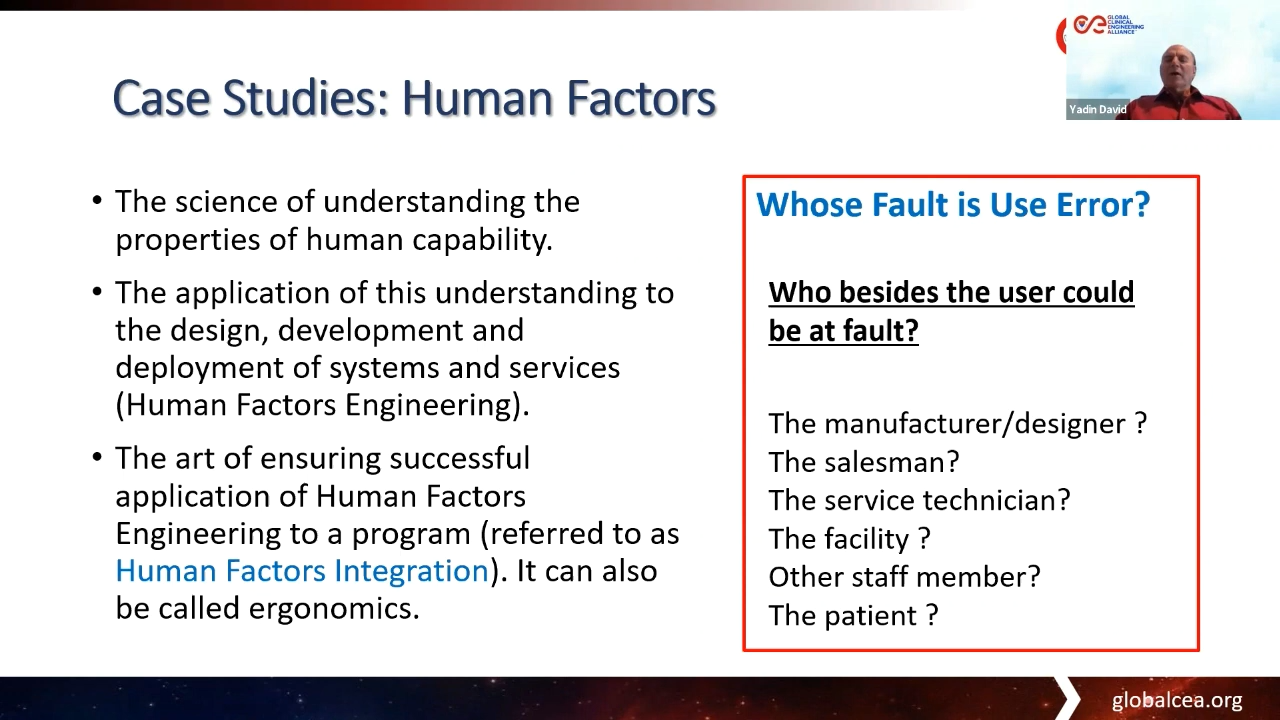 GLOBAL
CLINICAL
ENGINEERING
ALLIANCE
Yadin David
Case Studies: Human Factors
• The science of understanding the
properties of human capability.
• The application of this understanding to
the design, development and
deployment of systems and services
(Human Factors Engineering).
• The art of ensuring successful
application of Human Factors
Engineering to a program (referred to as
Human Factors Integration). It can also
be called ergonomics.
Whose Fault is Use Error?
Who besides the user could
be at fault?
The manufacturer/designer ?
The salesman?
The service technician?
The facility ?
Other staff member?
The patient ?
globalcea.org